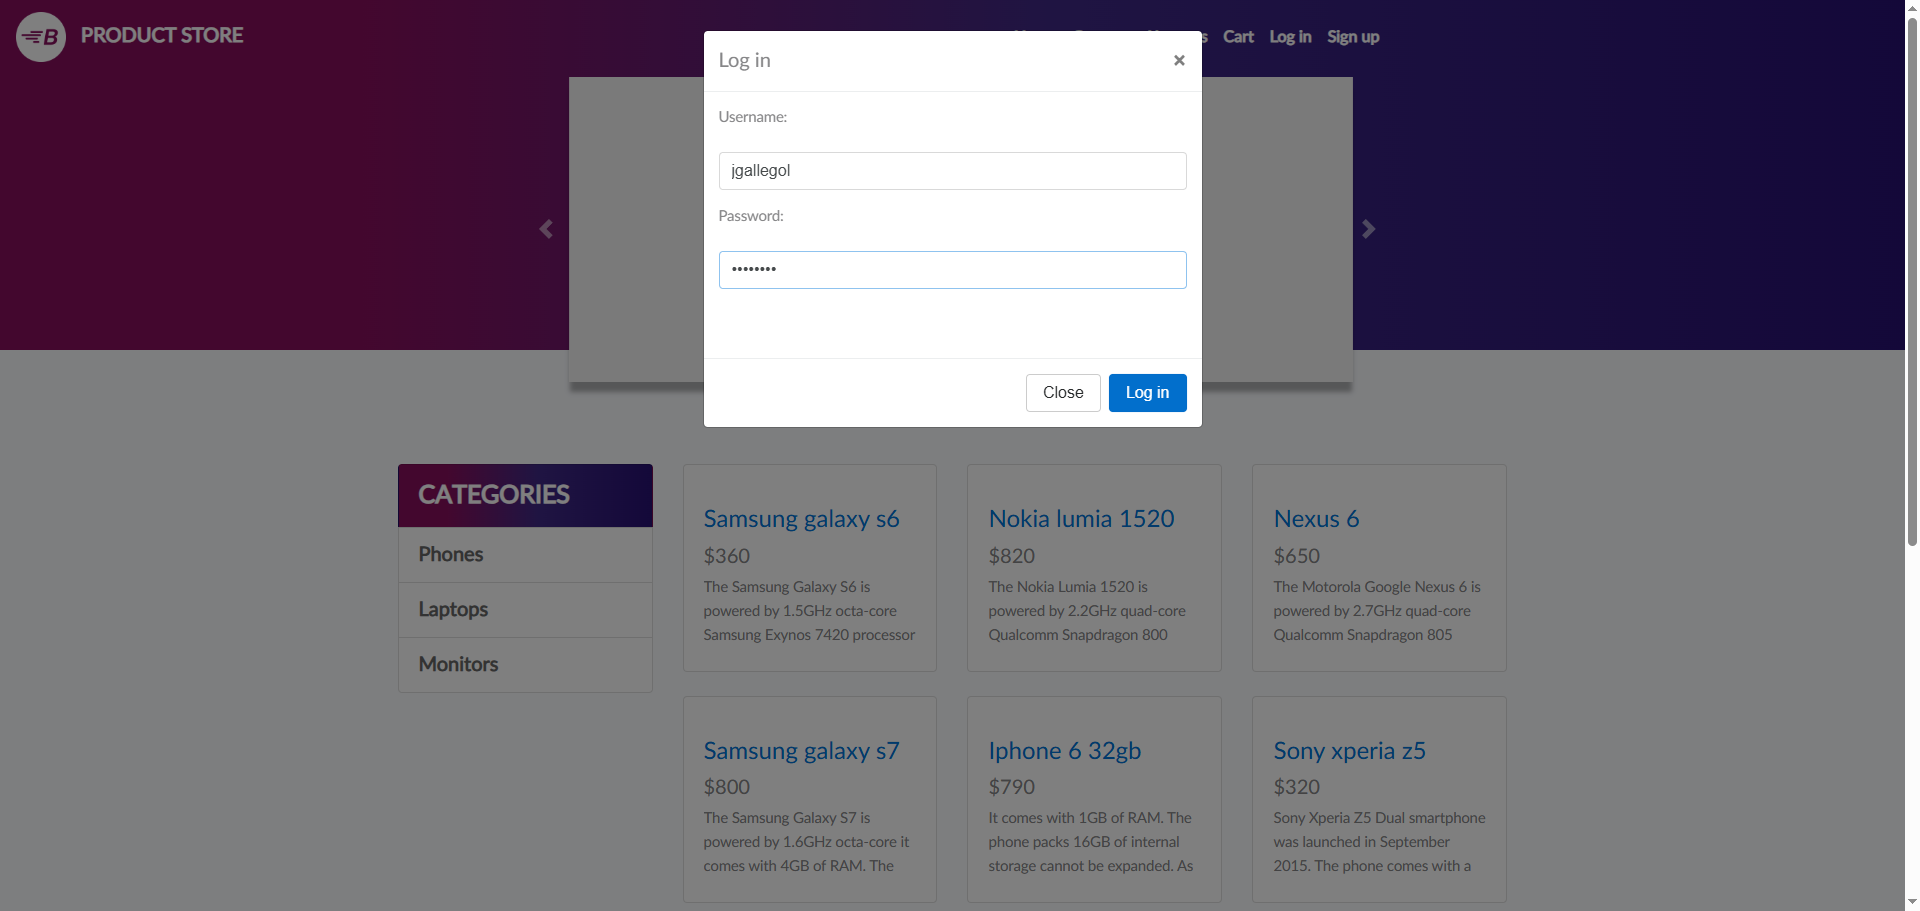 B PRODUCT STORE
Cart Log in Sign up
Log in ×
Username:
jgallegol
Password:
••••••••
Close Log in
CATEGORIES
Phones
Laptops
Monitors
Samsung galaxy s6
$360
The Samsung Galaxy S6 is
powered by 1.5GHz octa-core
Samsung Exynos 7420 processor
Nokia lumia 1520
$820
The Nokia Lumia 1520 is
powered by 2.2GHz quad-core
Qualcomm Snapdragon 800
Nexus 6
$650
The Motorola Google Nexus 6 is
powered by 2.7GHz quad-core
Qualcomm Snapdragon 805
Samsung galaxy s7
$800
The Samsung Galaxy S7 is
powered by 1.6GHz octa-core it
comes with 4GB of RAM. The
Iphone 6 32gb
$790
It comes with 1GB of RAM. The
phone packs 16GB of internal
storage cannot be expanded. As
Sony xperia z5
$320
Sony Xperia Z5 Dual smartphone
was launched in September
2015. The phone comes with a